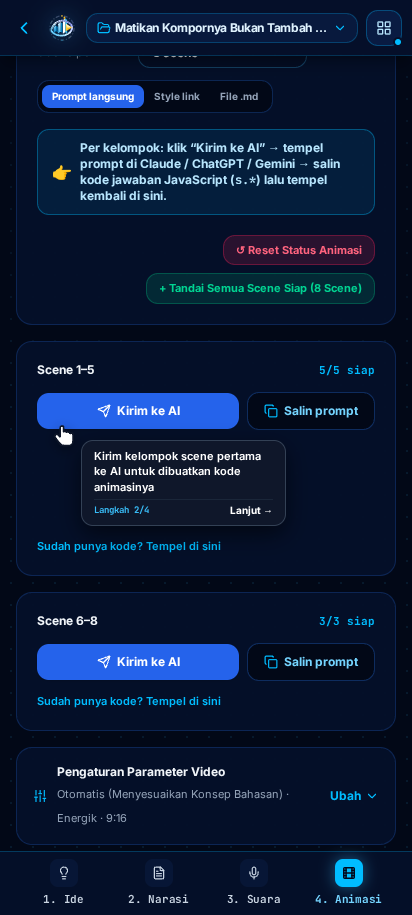 Matikan Kompornya Bukan Tambah ...
Prompt langsung
Style link
File .md
👉 Per kelompok: klik “Kirim ke AI” → tempel
prompt di Claude / ChatGPT / Gemini → salin
kode jawaban JavaScript (s.*) lalu tempel
kembali di sini.
↺ Reset Status Animasi
+ Tandai Semua Scene Siap (8 Scene)
Scene 1–5
5/5 siap
Kirim ke AI
Salin prompt
Kirim kelompok scene pertama
ke AI untuk dibuatkan kode
animasinya
Langkah 2/4
Lanjut →
Sudah punya kode? Tempel di sini
Scene 6–8
3/3 siap
Kirim ke AI
Salin prompt
Sudah punya kode? Tempel di sini
Pengaturan Parameter Video
Otomatis (Menyesuaikan Konsep Bahasan) ·
Energik · 9:16
Ubah
1. Ide
2. Narasi
3. Suara
4. Animasi